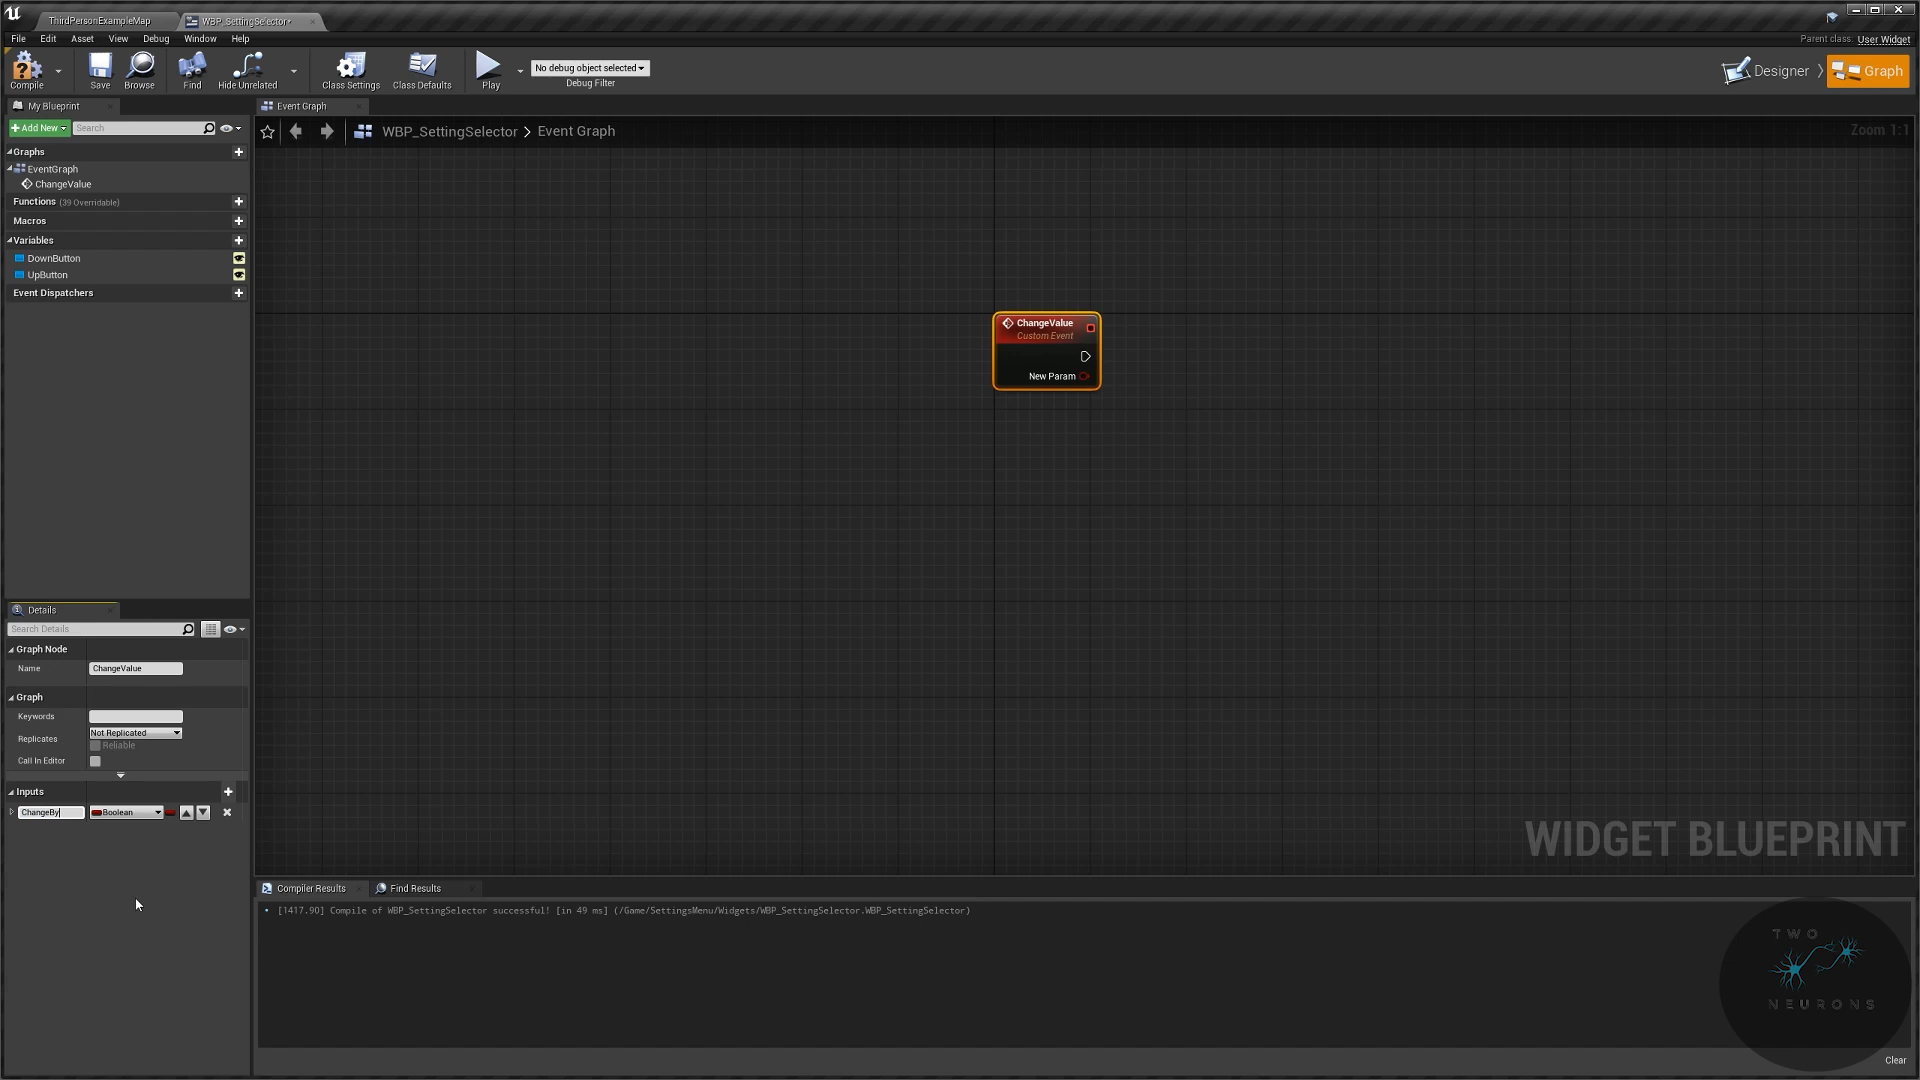 ThirdPersonExampleMap
WBP_SettingSelector*
File Edit Asset View Window Debug Help
Parent class: User Widget
Compile Save Browse Find Hide Unrelated Class Settings Class Defaults Play
No debug object selected
Debug Filter
Designer
Graph
My Blueprint
Event Graph
Add New
Search
WBP_SettingSelector > Event Graph
Zoom 1:1
Graphs
EventGraph
ChangeValue
Functions (39 Overridable)
Macros
Variables
DownButton
UpButton
Event Dispatchers
ChangeValue
Custom Event
New Param
Details
Search Details
Graph Node
Name ChangeValue
Graph
Keywords
Replicates Not Replicated
Reliable
Call In Editor
Inputs
ChangeBy Boolean
WIDGET BLUEPRINT
Compiler Results
Find Results
[1417.90] Compile of WBP_SettingSelector successful! [in 49 ms] (/Game/SettingsMenu/Widgets/WBP_SettingSelector.WBP_SettingSelector)
TWO
NEURONS
Clear